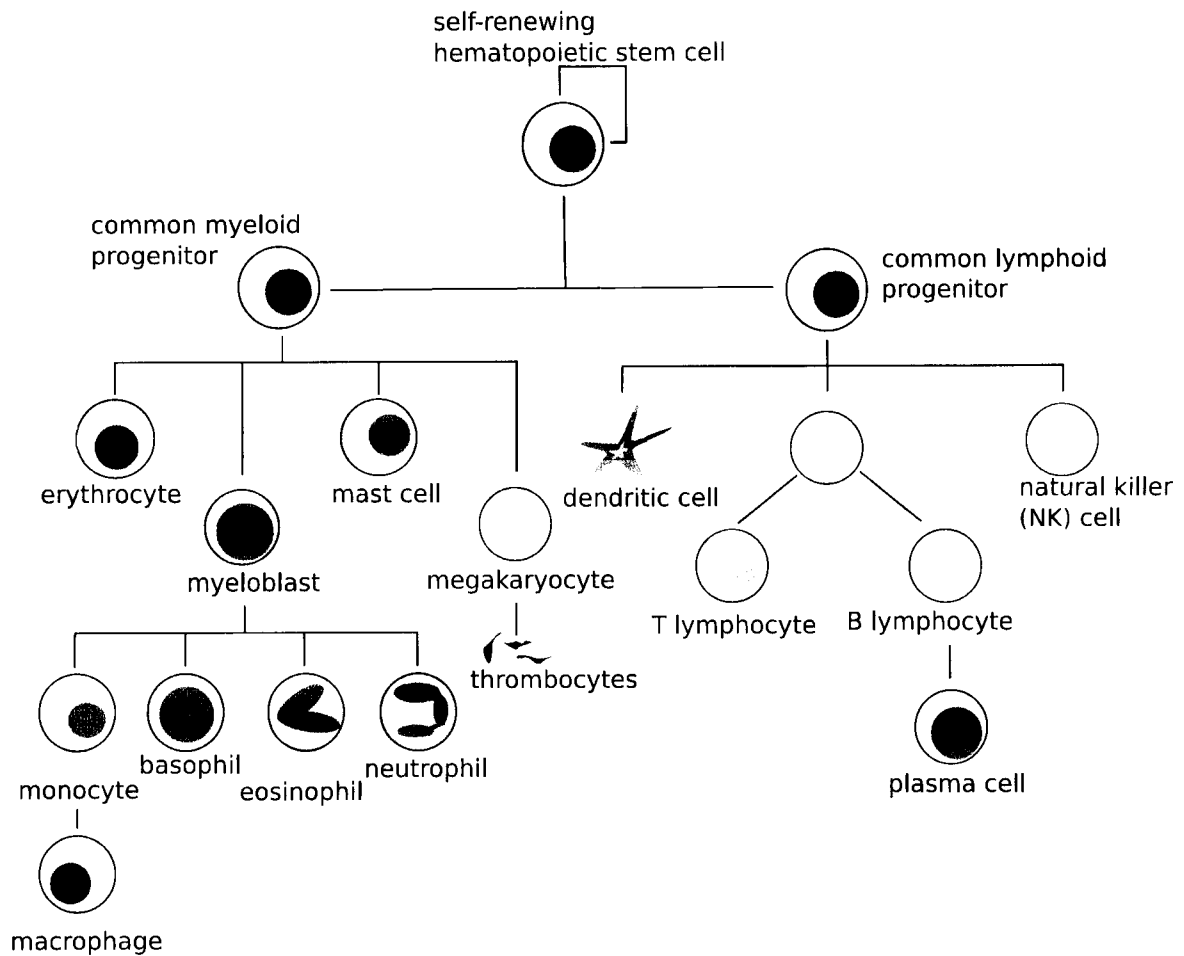 self-renewing
hematopoietic stem cell
common myeloid
progenitor
common lymphoid
progenitor
erythrocyte
mast cell
dendritic cell
natural killer
(NK) cell
myeloblast
megakaryocyte
T lymphocyte
B lymphocyte
thrombocytes
monocyte
basophil
eosinophil
neutrophil
plasma cell
macrophage